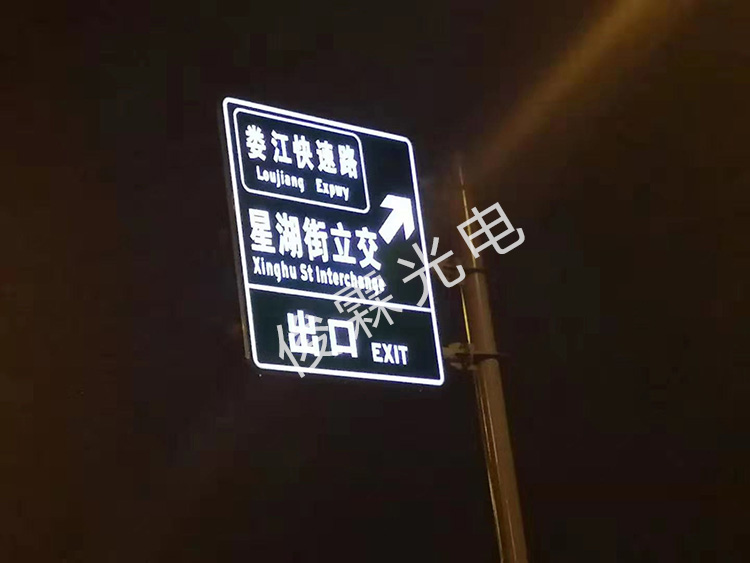 娄江快速路
Loujiang Expwy
星湖街立交
Xinghu St Interchange
出口 EXIT
俊霖光电